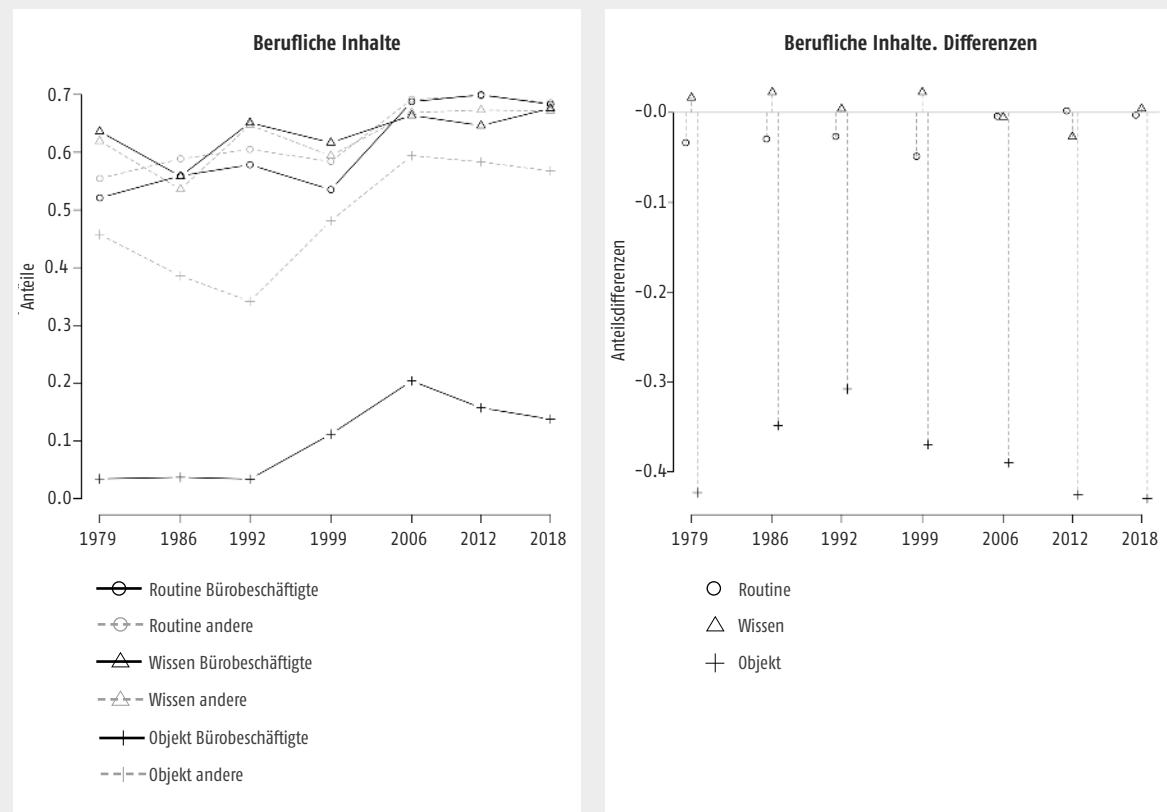 Berufliche Inhalte
0.7
0.6
0.5
0.4
0.3
0.2
0.1
0.0
Anteile
1979 1986 1992 1999 2006 2012 2018
Routine Bürobeschäftigte
Routine andere
Wissen Bürobeschäftigte
Wissen andere
Objekt Bürobeschäftigte
Objekt andere
Berufliche Inhalte. Differenzen
-0.0
-0.1
-0.2
-0.3
-0.4
Anteilsdifferenzen
1979 1986 1992 1999 2006 2012 2018
Routine
Wissen
Objekt